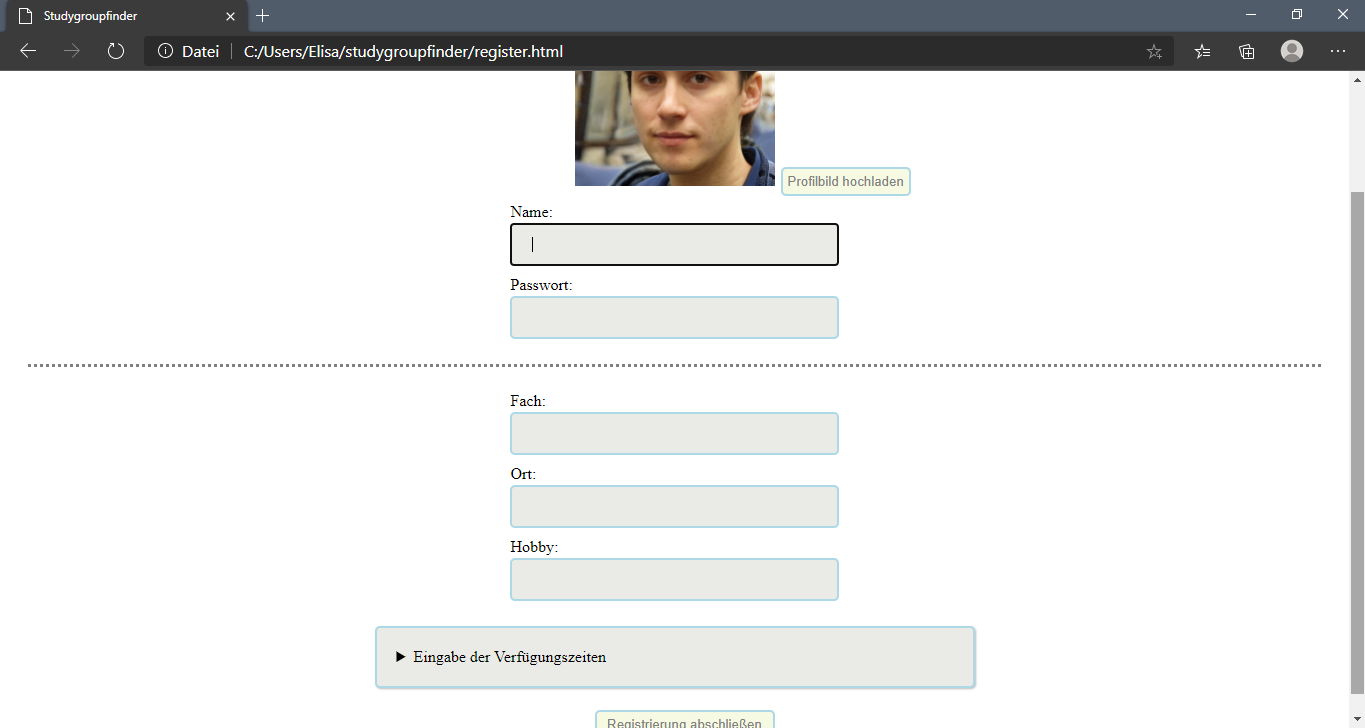 Studygroupfinder
Datei C:/Users/Elisa/studygroupfinder/register.html
Profilbild hochladen
Name:
Passwort:
Fach:
Ort:
Hobby:
Eingabe der Verfügungszeiten
Registrierung abschließen